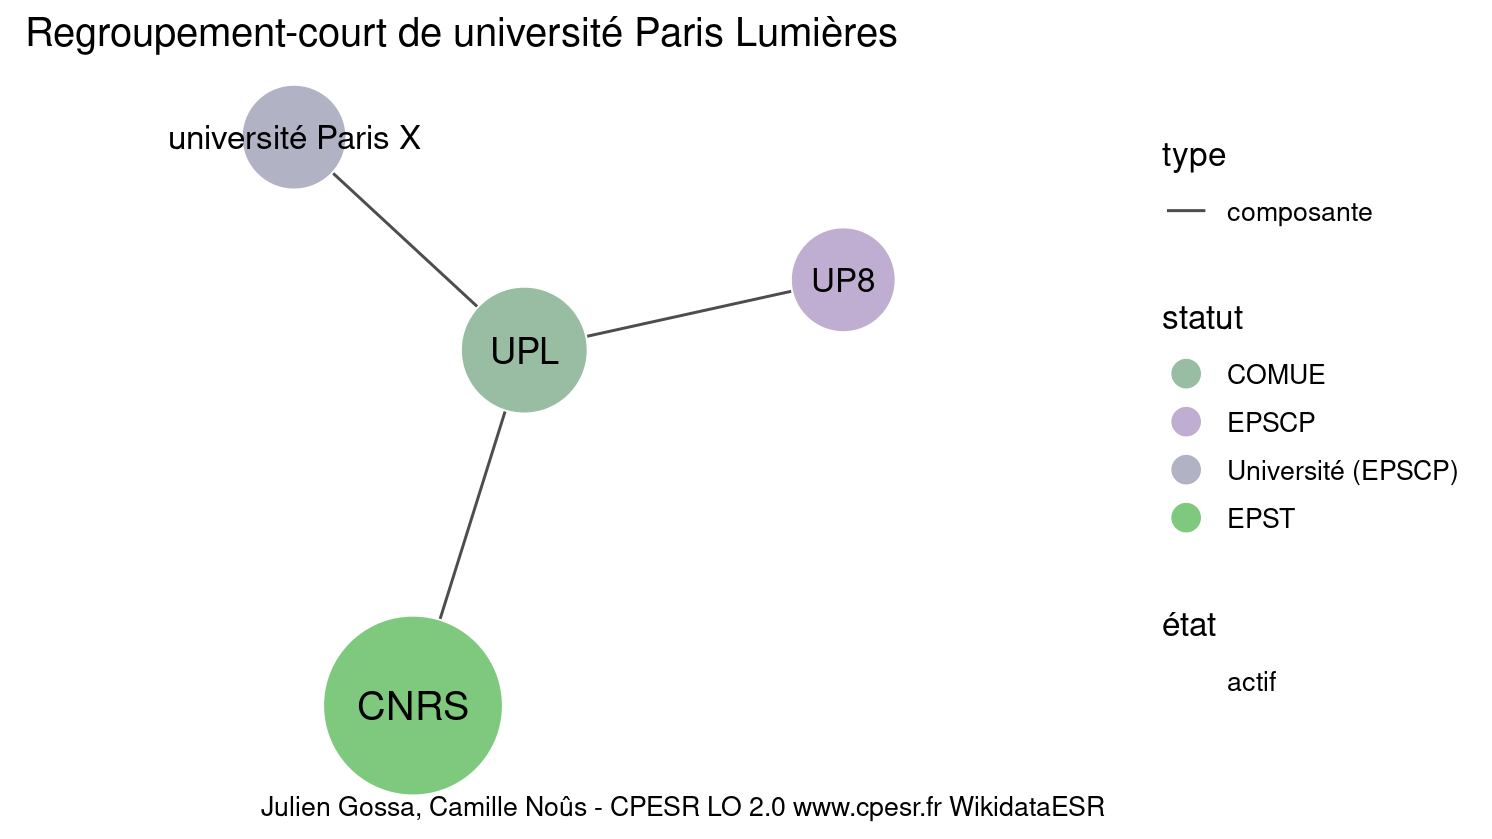 Regroupement-court de université Paris Lumières
université Paris X
UP8
UPL
CNRS
type
composante
statut
COMUE
EPSCP
Université (EPSCP)
EPST
état
actif
Julien Gossa, Camille Noûs - CPESR LO 2.0 www.cpesr.fr WikidataESR